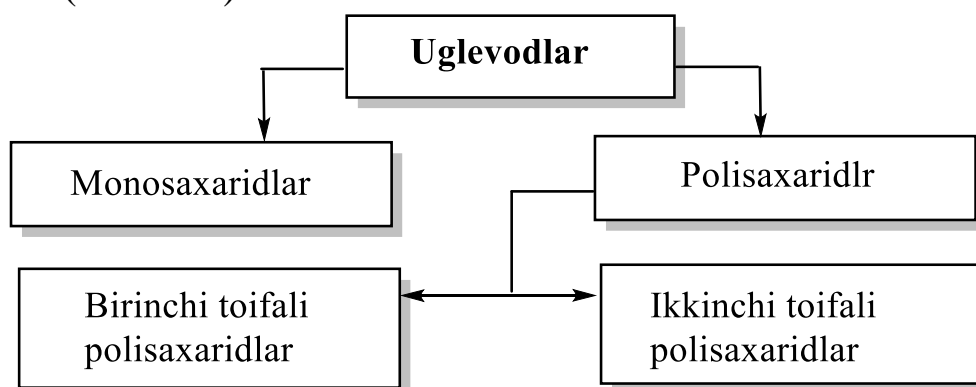 Uglevodlar
Monosaxaridlar
Polisaxaridlr
Birinchi toifali
polisaxaridlar
Ikkinchi toifali
polisaxaridlar